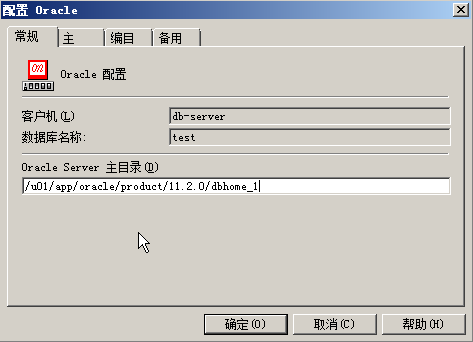 配置 Oracle
常规 主 编目 备用
Oracle 配置
客户机(L) db-server
数据库名称: test
Oracle Server 主目录(D)
/u01/app/oracle/product/11.2.0/dbhome_1
确定(O) 取消(C) 帮助(H)